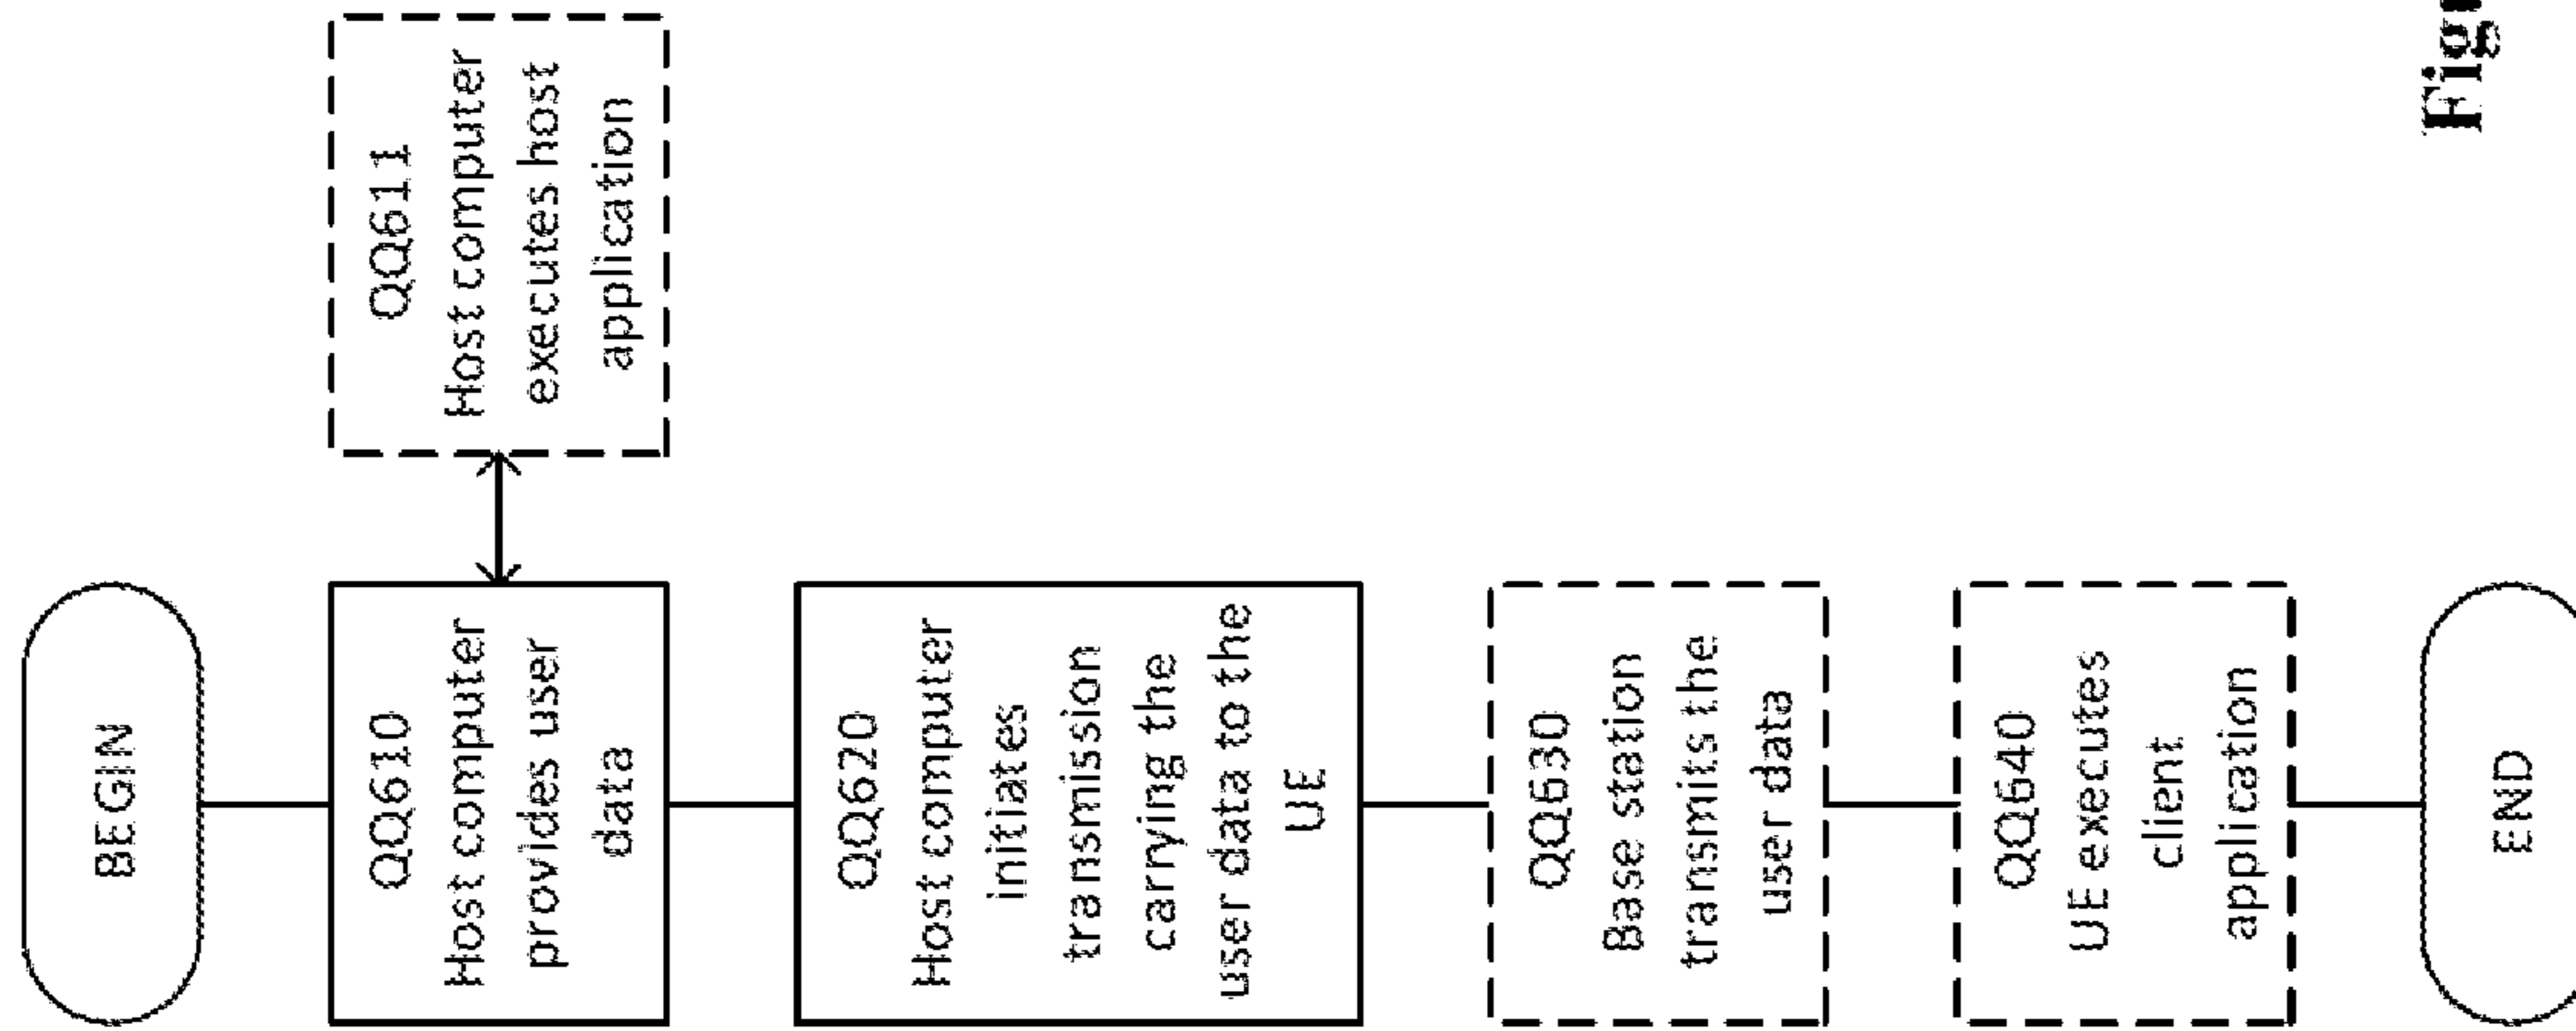 BEGIN
QQ610
Host computer
provides user
data
QQ611
Host computer
executes host
application
QQ620
Host computer
initiates
transmission
carrying the
user data to the
UE
QQ630
Base station
transmits the
user data
QQ640
UE executes
client
application
END